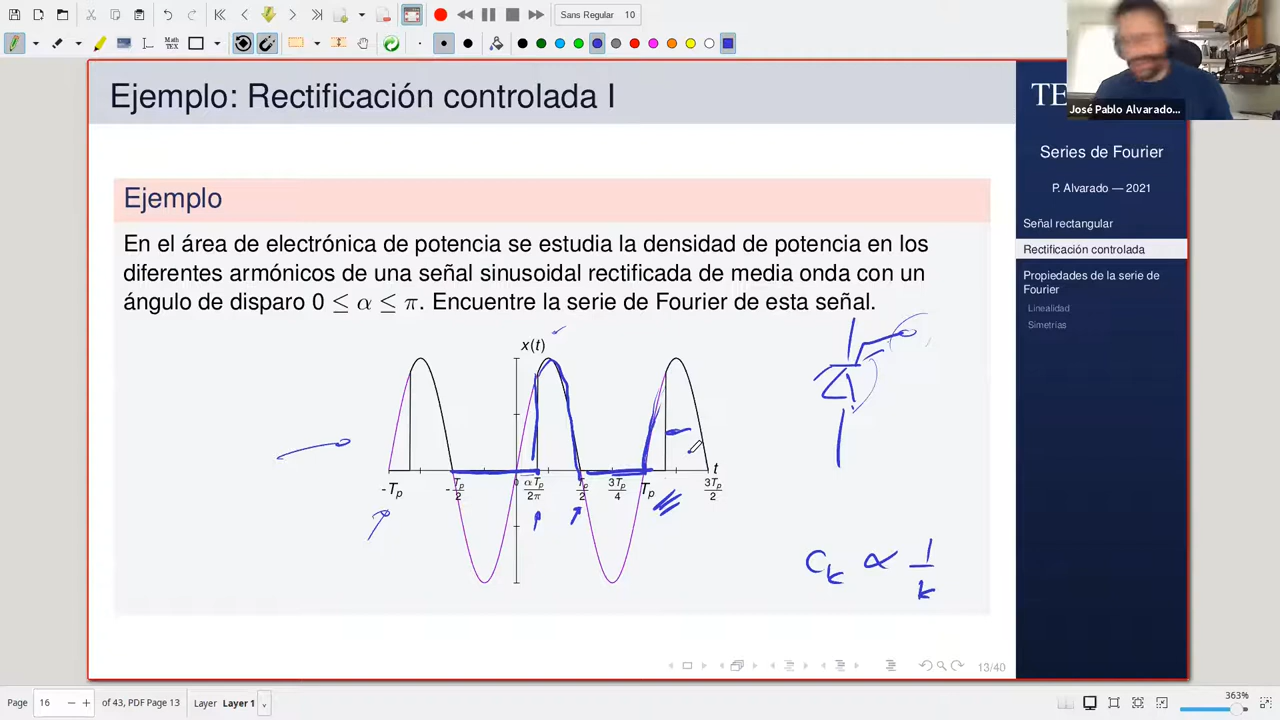 Sans Regular 10
MATH
TEX
Ejemplo: Rectificación controlada I
TE
José Pablo Alvarado...
Series de Fourier
P. Alvarado — 2021
Señal rectangular
Rectificación controlada
Propiedades de la serie de
Fourier
Linealidad
Simetrías
Ejemplo
En el área de electrónica de potencia se estudia la densidad de potencia en los
diferentes armónicos de una señal sinusoidal rectificada de media onda con un
ángulo de disparo 0 ≤ α ≤ π. Encuentre la serie de Fourier de esta señal.
x(t)
t
-Tp -Tp/2 0 αTp/2π Tp/2 3Tp/4 Tp 3Tp/2
Ck ∝ 1/k
13/40
Page 16 of 43, PDF Page 13 Layer Layer 1
363%